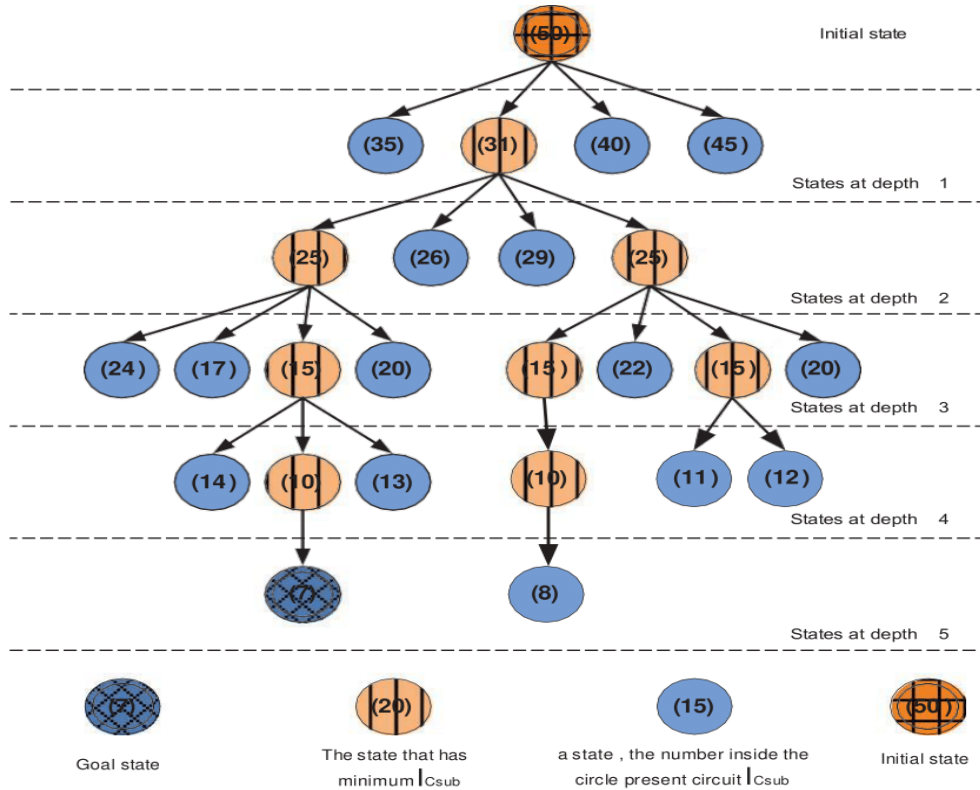 (50)
Initial state
(35) (31) (40) (45)
States at depth 1
(25) (26) (29) (25)
States at depth 2
(24) (17) (15) (20) (15) (22) (15) (20)
States at depth 3
(14) (10) (13) (10) (11) (12)
States at depth 4
(7) (8)
States at depth 5
(7) (20) (15) (50)
Goal state
The state that has
minimum ICsub
a state , the number inside the
circle present circuit ICsub
Initial state